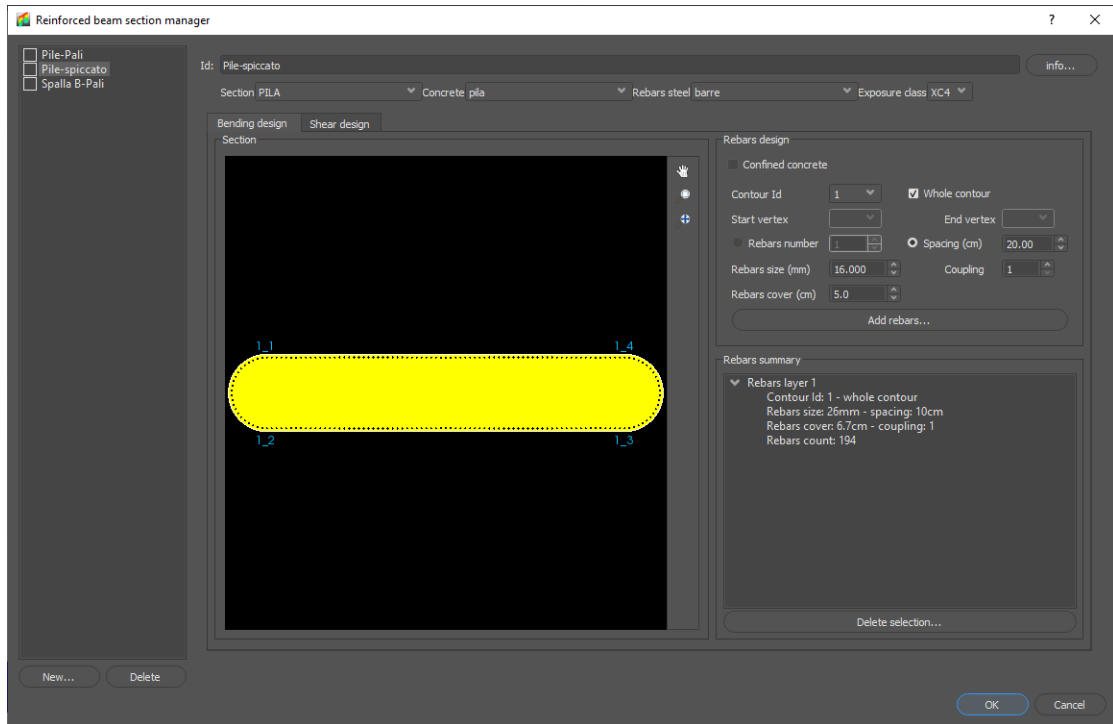 Reinforced beam section manager
? ×
Pile-Pali
Pile-spiccato
Spalla B-Pali
Id: Pile-spiccato info...
Section PILA Concrete pila Rebars steel barre Exposure class XC4
Bending design Shear design
Section
1_1 1_4
1_2 1_3
Rebars design
Confined concrete
Contour Id 1 Whole contour
Start vertex End vertex
Rebars number 1 Spacing (cm) 20.00
Rebars size (mm) 16.000 Coupling 1
Rebars cover (cm) 5.0
Add rebars...
Rebars summary
Rebars layer 1
Contour Id: 1 - whole contour
Rebars size: 26mm - spacing: 10cm
Rebars cover: 6.7cm - coupling: 1
Rebars count: 194
Delete selection...
New... Delete
OK Cancel